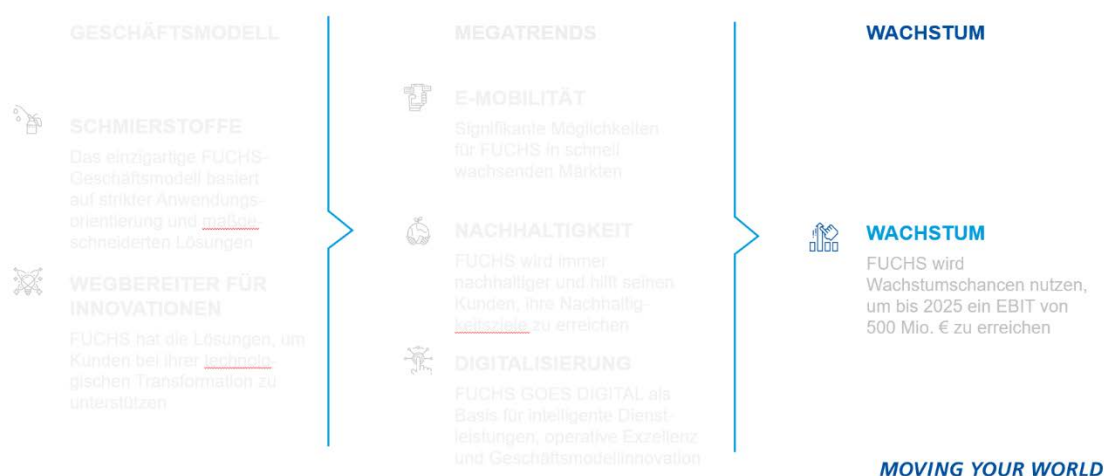 GESCHÄFTSMODELL
SCHMIERSTOFFE
Das einzigartige FUCHS-
Geschäftsmodell basiert
auf strikter Anwendungs-
orientierung und maßge-
schneiderten Lösungen
WEGBEREITER FÜR
INNOVATIONEN
FUCHS hat die Lösungen, um
Kunden bei ihrer technolo-
gischen Transformation zu
unterstützen
MEGATRENDS
E-MOBILITÄT
Signifikante Möglichkeiten
für FUCHS in schnell
wachsenden Märkten
NACHHALTIGKEIT
FUCHS wird immer
nachhaltiger und hilft seinen
Kunden, ihre Nachhaltig-
keitsziele zu erreichen
DIGITALISIERUNG
FUCHS GOES DIGITAL als
Basis für intelligente Dienst-
leistungen, operative Exzellenz
und Geschäftsmodellinnovation
WACHSTUM
WACHSTUM
FUCHS wird
Wachstumschancen nutzen,
um bis 2025 ein EBIT von
500 Mio. € zu erreichen
MOVING YOUR WORLD